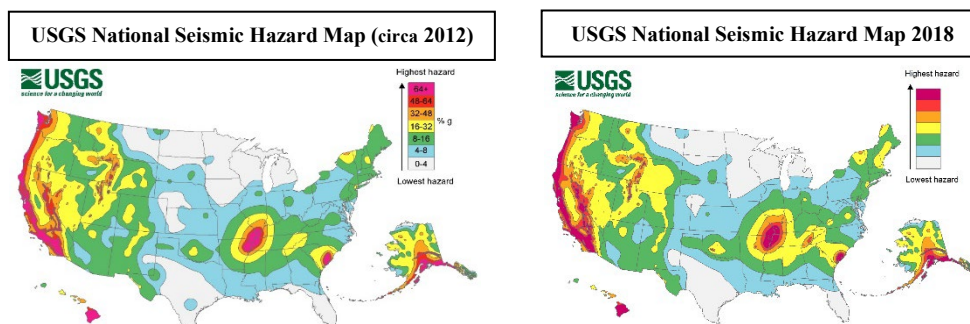 USGS National Seismic Hazard Map (circa 2012)
USGS
science for a changing world
Highest hazard
64+
48-64
32-48
16-32
8-16
4-8
0-4
% g
Lowest hazard
USGS National Seismic Hazard Map 2018
USGS
science for a changing world
Highest hazard
Lowest hazard